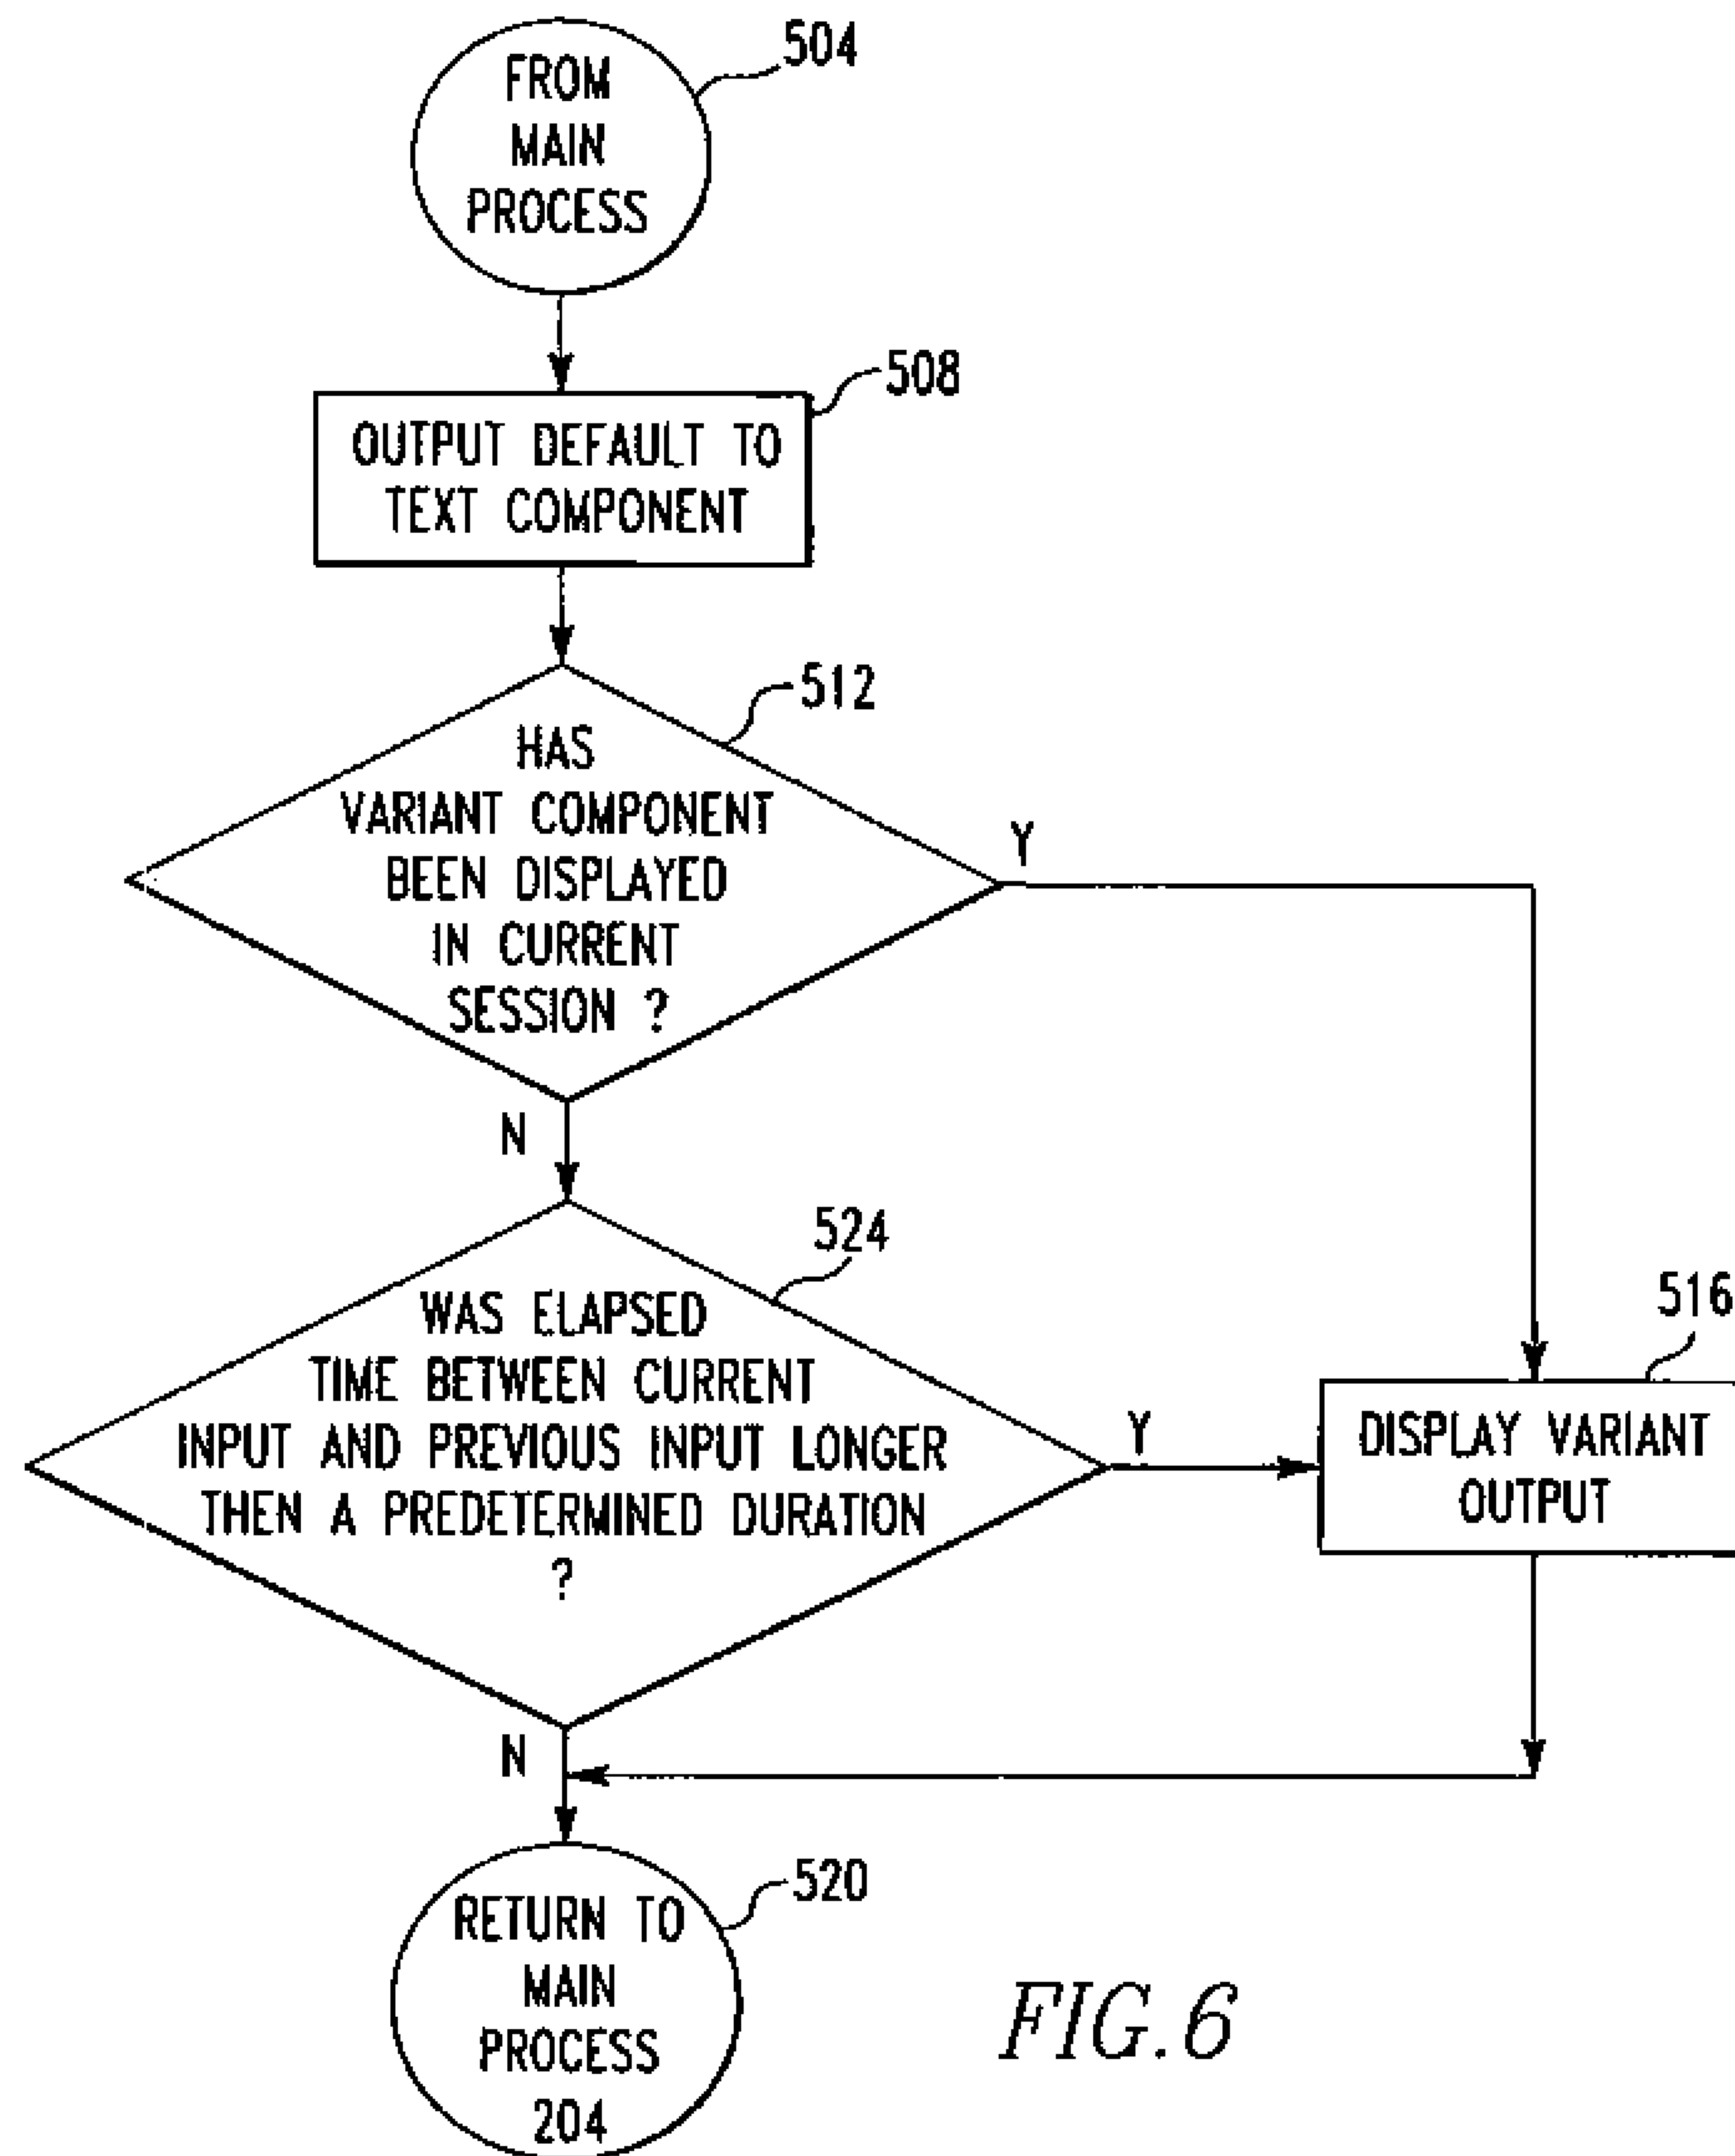 FROM
MAIN
PROCESS
504
OUTPUT DEFAULT TO
TEXT COMPONENT
508
HAS
VARIANT COMPONENT
BEEN DISPLAYED
IN CURRENT
SESSION ?
512
Y
N
WAS ELAPSED
TIME BETWEEN CURRENT
INPUT AND PREVIOUS INPUT LONGER
THEN A PREDETERMINED DURATION
?
524
Y
N
DISPLAY VARIANT
OUTPUT
516
RETURN TO
MAIN
PROCESS
204
520
FIG. 6